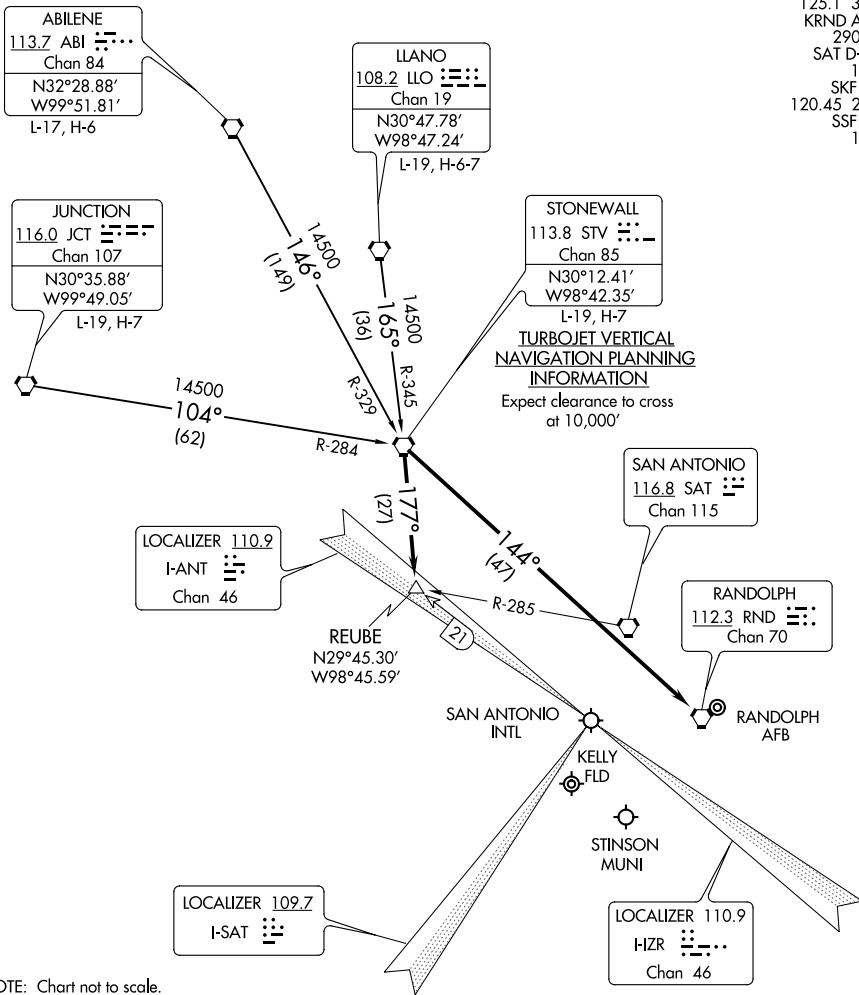 125.1 3
KRND A
290
SAT D-
1
SKF
120.45 2
SSF
1
ABILENE
113.7 ABI
Chan 84
N32°28.88'
W99°51.81'
L-17, H-6
LLANO
108.2 LLO
Chan 19
N30°47.78'
W98°47.24'
L-19, H-6-7
JUNCTION
116.0 JCT
Chan 107
N30°35.88'
W99°49.05'
L-19, H-7
STONEWALL
113.8 STV
Chan 85
N30°12.41'
W98°42.35'
L-19, H-7
TURBOJET VERTICAL
NAVIGATION PLANNING
INFORMATION
Expect clearance to cross
at 10,000'
14500
146°
(149)
R-329
14500
165°
(36)
R-345
14500
104°
(62)
R-284
177°
(27)
144°
(47)
SAN ANTONIO
116.8 SAT
Chan 115
LOCALIZER 110.9
I-ANT
Chan 46
R-285
21
REUBE
N29°45.30'
W98°45.59'
RANDOLPH
112.3 RND
Chan 70
SAN ANTONIO
INTL
RANDOLPH
AFB
KELLY
FLD
STINSON
MUNI
LOCALIZER 109.7
I-SAT
LOCALIZER 110.9
I-IZR
Chan 46
OTE: Chart not to scale.